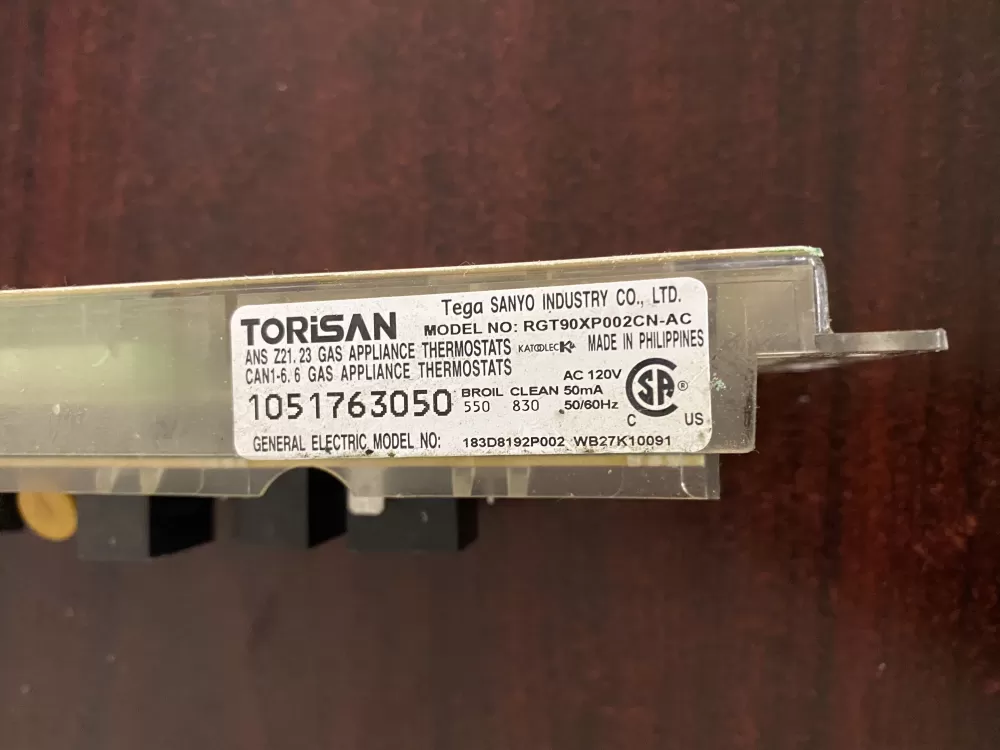 Tega SANYO INDUSTRY CO., LTD.
TORiSAN
MODEL NO: RGT90XP002CN-AC
ANS Z21.23 GAS APPLIANCE THERMOSTATS KATOOLEC K MADE IN PHILIPPINES
CAN1-6.6 GAS APPLIANCE THERMOSTATS
AC 120V
1051763050 BROIL CLEAN 50mA
550 830 50/60Hz
SA ®
C US
GENERAL ELECTRIC MODEL NO: 183D8192P002 WB27K10091